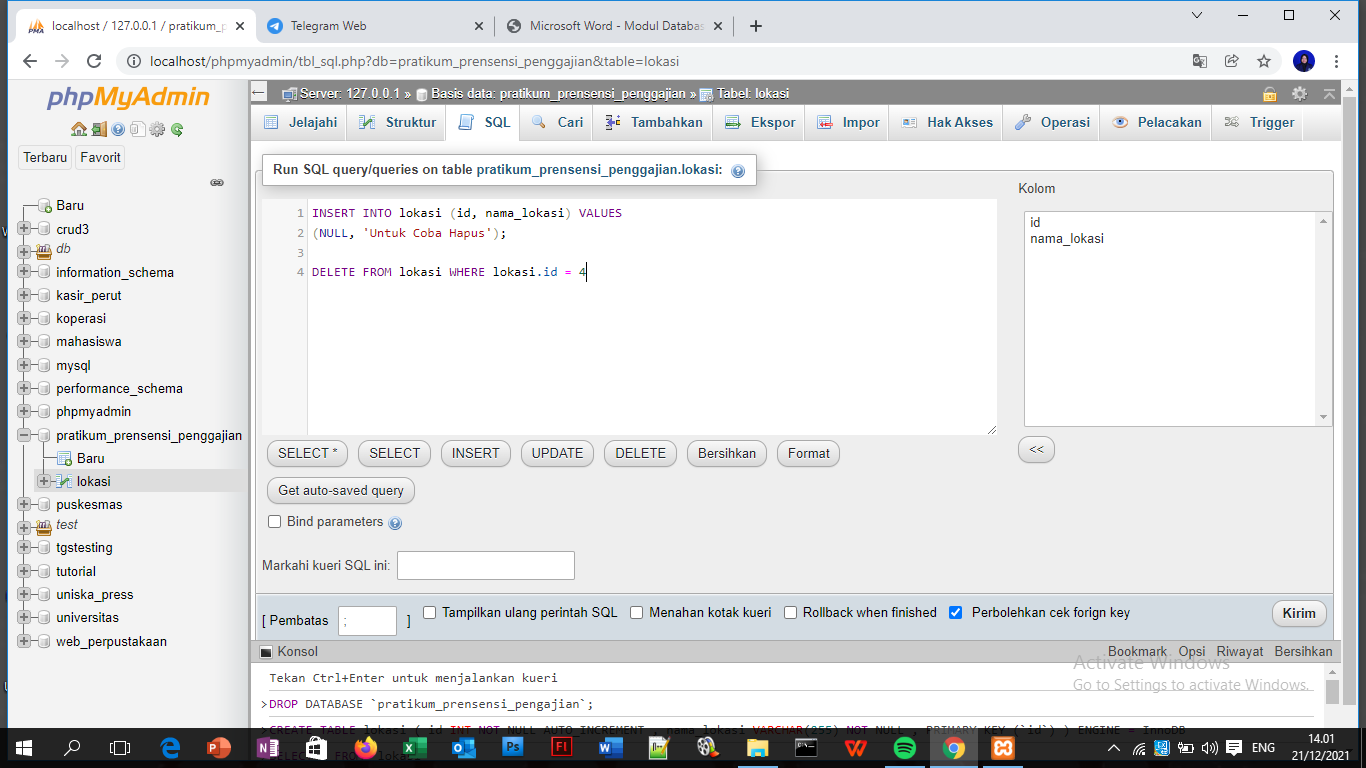 localhost / 127.0.0.1 / pratikum_p
Telegram Web
Microsoft Word - Modul Databas
localhost/phpmyadmin/tbl_sql.php?db=pratikum_prensensi_penggajian&table=lokasi
phpMyAdmin
Terbaru
Favorit
Baru
crud3
db
information_schema
kasir_perut
koperasi
mahasiswa
mysql
performance_schema
phpmyadmin
pratikum_prensensi_penggajian
Baru
lokasi
puskesmas
test
tgstesting
tutorial
uniska_press
universitas
web_perpustakaan
Server: 127.0.0.1 » Basis data: pratikum_prensensi_penggajian » Tabel: lokasi
Jelajahi
Struktur
SQL
Cari
Tambahkan
Ekspor
Impor
Hak Akses
Operasi
Pelacakan
Trigger
Run SQL query/queries on table pratikum_prensensi_penggajian.lokasi:
1 INSERT INTO lokasi (id, nama_lokasi) VALUES
2 (NULL, 'Untuk Coba Hapus');
3
4 DELETE FROM lokasi WHERE lokasi.id = 4
Kolom
id
nama_lokasi
<<
SELECT *
SELECT
INSERT
UPDATE
DELETE
Bersihkan
Format
Get auto-saved query
Bind parameters
Markahi kueri SQL ini:
[ Pembatas ; ]
Tampilkan ulang perintah SQL
Menahan kotak kueri
Rollback when finished
Perbolehkan cek forign key
Kirim
Konsol
Bookmark Opsi Riwayat Bersihkan
Activate Windows
Go to Settings to activate Windows.
Tekan Ctrl+Enter untuk menjalankan kueri
>DROP DATABASE `pratikum_prensensi_pengajian`;
>CREATE TABLE lokasi ( id INT NOT NULL AUTO_INCREMENT , nama_lokasi VARCHAR(255) NOT NULL , PRIMARY KEY (`id`) ) ENGINE = InnoDB
ENG
14.01
21/12/2021